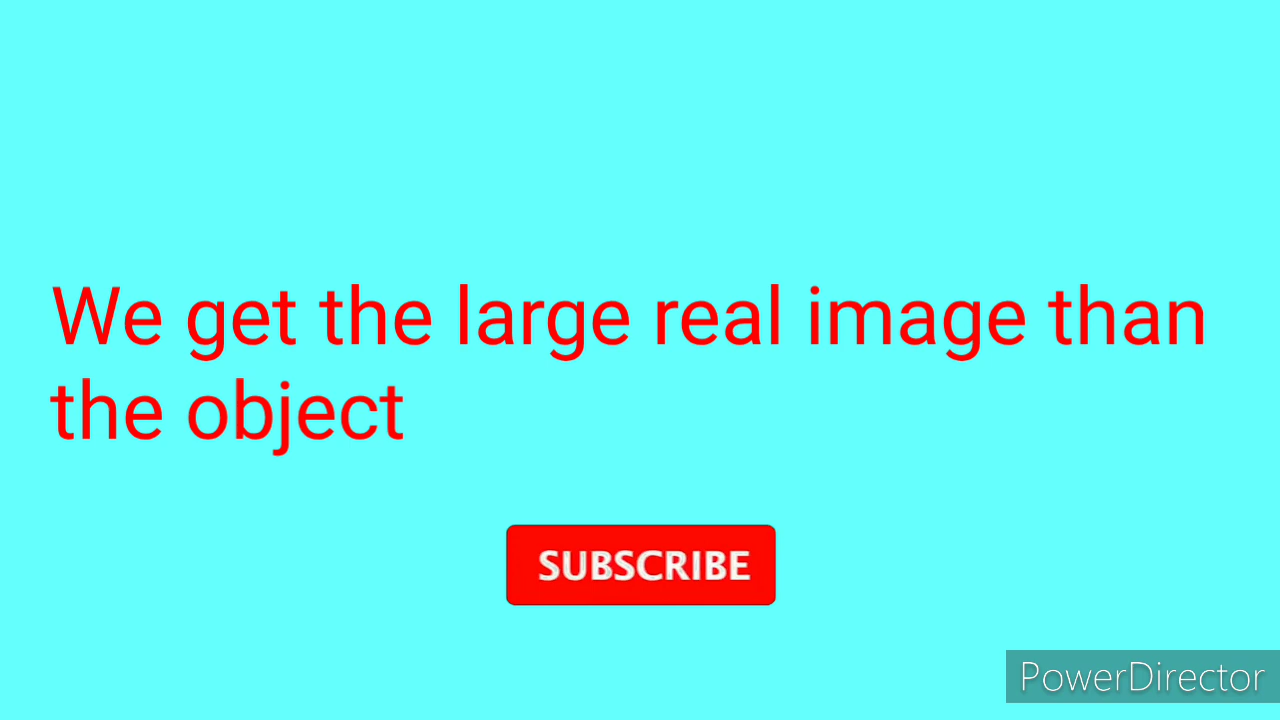 We get the large real image than
the object
SUBSCRIBE
PowerDirector